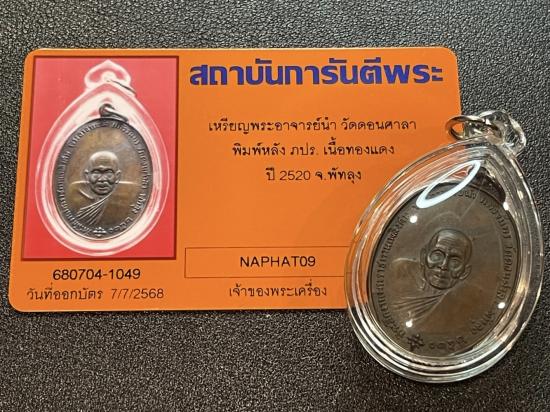 สถาบันการันตีพระ
เหรียญพระอาจารย์นำ วัดดอนศาลา
พิมพ์หลัง ภปร. เนื้อทองแดง
ปี 2520 จ.พัทลุง
NAPHAT09
เจ้าของพระเครื่อง
680704-1049
วันที่ออกบัตร 7/7/2568